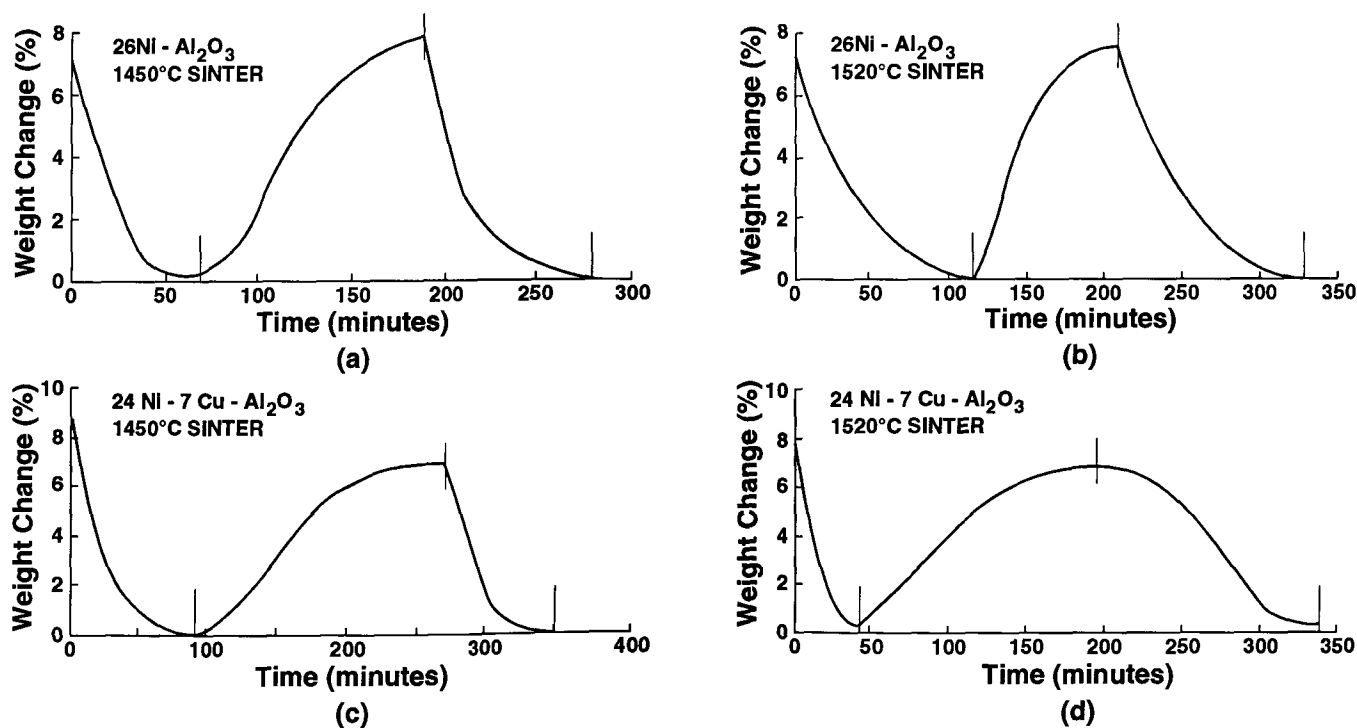 Weight Change (%)
8
6
4
2
0
26Ni - Al₂O₃
1450°C SINTER
0 50 100 150 200 250 300
Time (minutes)
(a)
Weight Change (%)
8
6
4
2
0
26Ni - Al₂O₃
1520°C SINTER
0 50 100 150 200 250 300 350
Time (minutes)
(b)
Weight Change (%)
10
8
6
4
2
0
24 Ni - 7 Cu - Al₂O₃
1450°C SINTER
0 100 200 300 400
Time (minutes)
(c)
Weight Change (%)
10
8
6
4
2
0
24 Ni - 7 Cu - Al₂O₃
1520°C SINTER
0 50 100 150 200 250 300 350
Time (minutes)
(d)